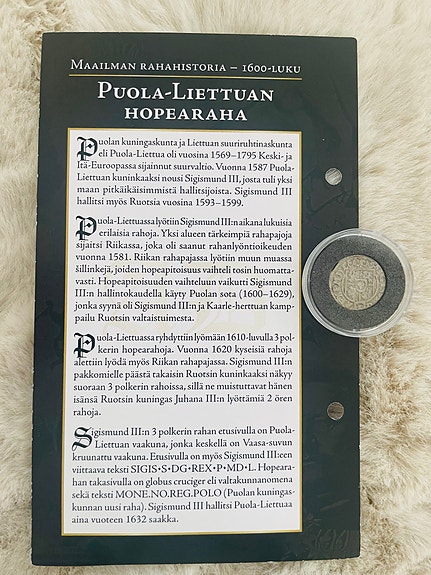 Maailman rahahistoria – 1600-luku
Puola-Liettuan
hopearaha
Puolan kuningaskunta ja Liettuan suuriruhtinaskunta
eli Puola-Liettua oli vuosina 1569–1795 Keski- ja
Itä-Euroopassa sijainnut suurvaltio. Vuonna 1587 Puola-
Liettuan kuninkaaksi nousi Sigismund III, josta tuli yksi
maan pitkäikäisimmistä hallitsijoista. Sigismund III
hallitsi myös Ruotsia vuosina 1593–1599.
Puola-Liettuassa lyötiin Sigismund III:n aikana lukuisia
erilaisia rahoja. Yksi alueen tärkeimpiä rahapajoja
sijaitsi Riikassa, joka oli saanut rahanlyöntioikeuden
vuonna 1581. Riikan rahapajassa lyötiin muun muassa
šillinkejä, joiden hopeapitoisuus vaihteli tosin huomatta-
vasti. Hopeapitoisuuden vaihteluun vaikutti Sigismund
III:n hallintokaudella käyty Puolan sota (1600–1629),
jonka syynä oli Sigismund III:n ja Kaarle-herttuan kamp-
pailu Ruotsin valtaistuimesta.
Puola-Liettuassa ryhdyttiin lyömään 1610-luvulla 3 pol-
kerin hopearahoja. Vuonna 1620 kyseisiä rahoja
alettiin lyödä myös Riikan rahapajassa. Sigismund III:n
pakkomielle päästä takaisin Ruotsin kuninkaaksi näkyy
suoraan 3 polkerin rahoissa, sillä ne muistuttavat hänen
isänsä Ruotsin kuningas Juhana III:n lyöttämiä 2 ören
rahoja.
Sigismund III:n 3 polkerin rahan etusivulla on Puola-
Liettuan vaakuna, jonka keskellä on Vaasa-suvun
kruunattu vaakuna. Etusivulla on myös Sigismund III:een
viittaava teksti SIGIS•S•DG•REX•P•MD•L. Hopeara-
han takasivulla on globus cruciger eli valtakunnanomena
sekä teksti MONE.NO.REG.POLO (Puolan kuningas-
kunnan uusi raha). Sigismund III hallitsi Puola-Liettuaa
aina vuoteen 1632 saakka.